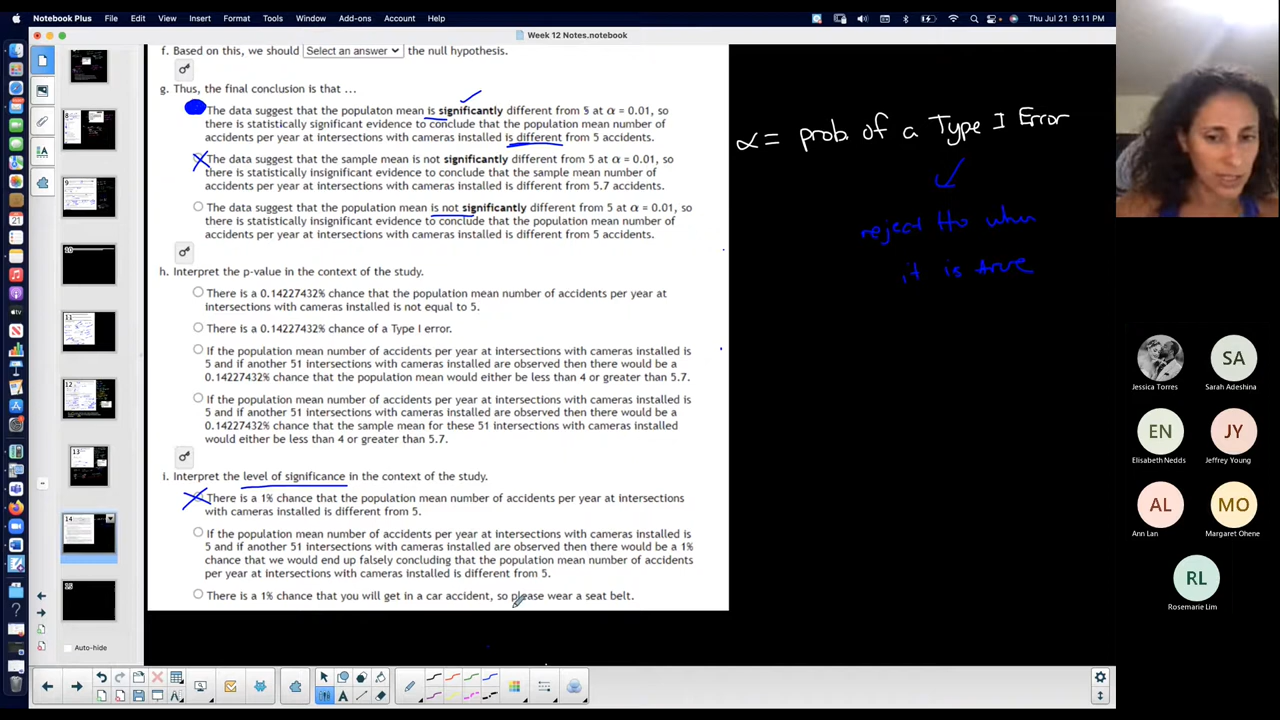 Notebook Plus File Edit View Insert Format Tools Window Add-ons Account Help
Thu Jul 21 9:11 PM
Week 12 Notes.notebook
f. Based on this, we should Select an answer the null hypothesis.
g. Thus, the final conclusion is that ...
The data suggest that the populaton mean is significantly different from 5 at α = 0.01, so
there is statistically significant evidence to conclude that the population mean number of
accidents per year at intersections with cameras installed is different from 5 accidents.
The data suggest that the sample mean is not significantly different from 5 at α = 0.01, so
there is statistically insignificant evidence to conclude that the sample mean number of
accidents per year at intersections with cameras installed is different from 5.7 accidents.
The data suggest that the population mean is not significantly different from 5 at α = 0.01, so
there is statistically insignificant evidence to conclude that the population mean number of
accidents per year at intersections with cameras installed is different from 5 accidents.
h. Interpret the p-value in the context of the study.
There is a 0.14227432% chance that the population mean number of accidents per year at
intersections with cameras installed is not equal to 5.
There is a 0.14227432% chance of a Type I error.
If the population mean number of accidents per year at intersections with cameras installed is
5 and if another 51 intersections with cameras installed are observed then there would be a
0.14227432% chance that the population mean would either be less than 4 or greater than 5.7.
If the population mean number of accidents per year at intersections with cameras installed is
5 and if another 51 intersections with cameras installed are observed then there would be a
0.14227432% chance that the sample mean for these 51 intersections with cameras installed
would either be less than 4 or greater than 5.7.
i. Interpret the level of significance in the context of the study.
There is a 1% chance that the population mean number of accidents per year at intersections
with cameras installed is different from 5.
If the population mean number of accidents per year at intersections with cameras installed is
5 and if another 51 intersections with cameras installed are observed then there would be a 1%
chance that we would end up falsely concluding that the population mean number of accidents
per year at intersections with cameras installed is different from 5.
There is a 1% chance that you will get in a car accident, so please wear a seat belt.
α = prob. of a Type I Error
reject Ho when
it is true
8
9
10
11
12
13
14
15
Auto-hide
Jessica Torres
SA
Sarah Adeshina
EN
Elisabeth Nedds
JY
Jeffrey Young
AL
Ann Lan
MO
Margaret Ohene
RL
Rosemarie Lim